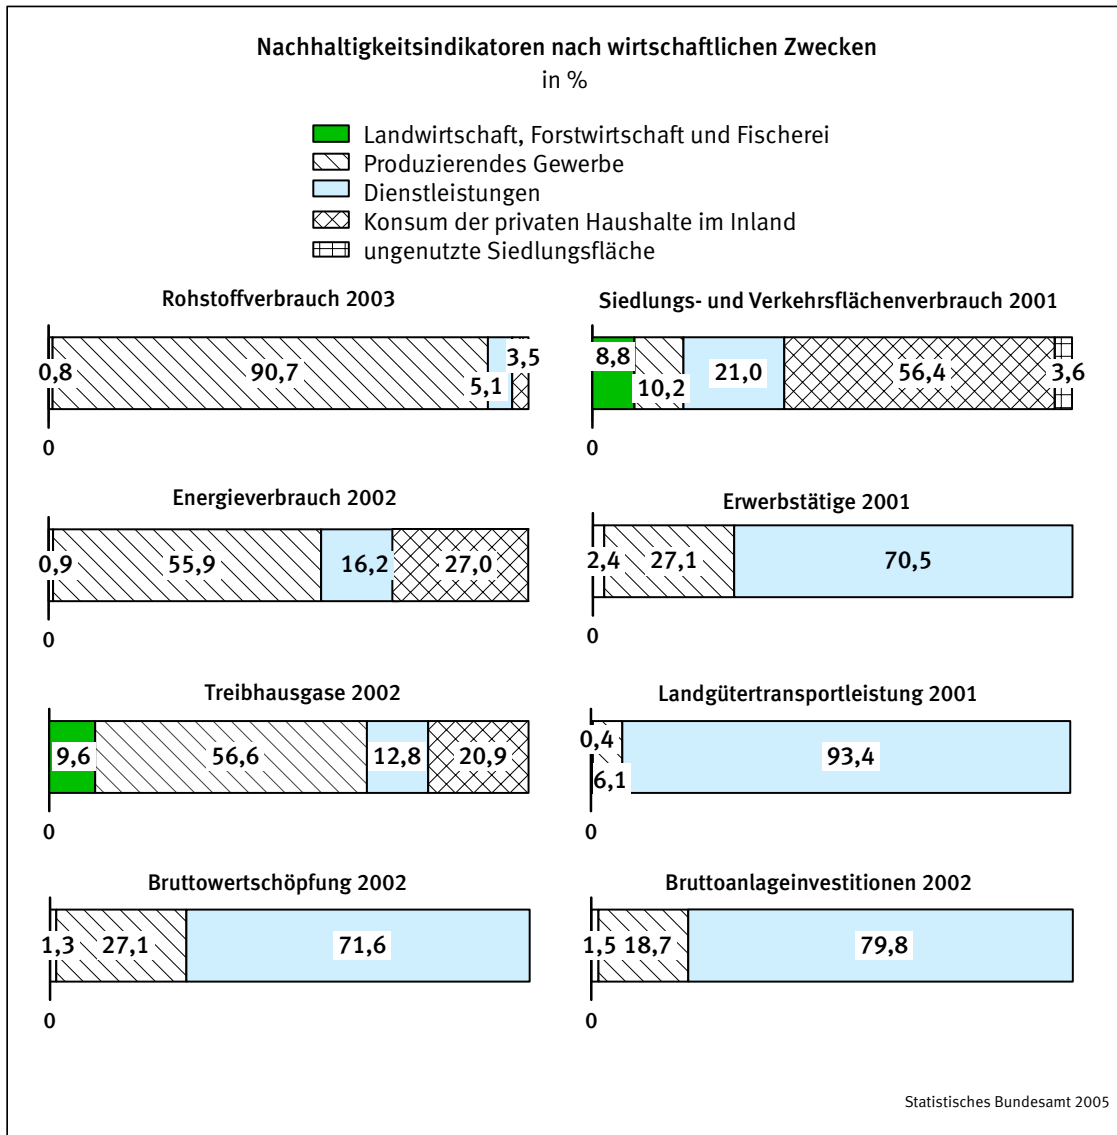 Nachhaltigkeitsindikatoren nach wirtschaftlichen Zwecken
in %
Landwirtschaft, Forstwirtschaft und Fischerei
Produzierendes Gewerbe
Dienstleistungen
Konsum der privaten Haushalte im Inland
ungenutzte Siedlungsfläche
Rohstoffverbrauch 2003
0,8 90,7 5,1 3,5
0
Siedlungs- und Verkehrsflächenverbrauch 2001
8,8 10,2 21,0 56,4 3,6
0
Energieverbrauch 2002
0,9 55,9 16,2 27,0
0
Erwerbstätige 2001
2,4 27,1 70,5
0
Treibhausgase 2002
9,6 56,6 12,8 20,9
0
Landgütertransportleistung 2001
0,4 6,1 93,4
0
Bruttowertschöpfung 2002
1,3 27,1 71,6
0
Bruttoanlageinvestitionen 2002
1,5 18,7 79,8
0
Statistisches Bundesamt 2005